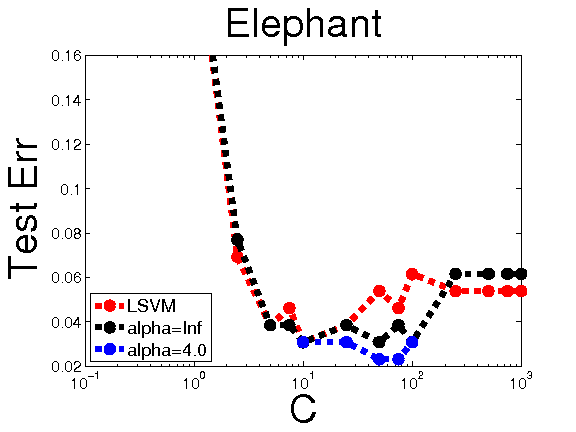 Elephant
0.16
0.14
0.12
0.1
0.08
0.06
0.04
0.02
Test Err
LSVM
alpha=Inf
alpha=4.0
10⁻¹ 10⁰ 10¹ 10² 10³
C